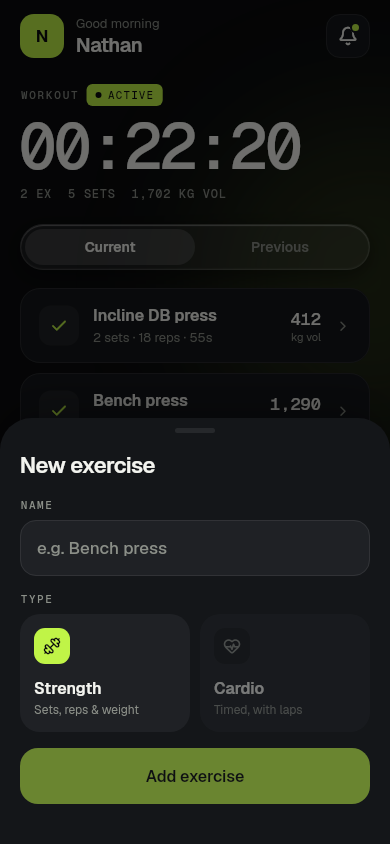 N
Good morning
Nathan
WORKOUT
ACTIVE
00:22:20
2 EX 5 SETS 1,702 KG VOL
Current
Previous
Incline DB press
2 sets · 18 reps · 55s
412
kg vol
Bench press
1,290
New exercise
NAME
e.g. Bench press
TYPE
Strength
Sets, reps & weight
Cardio
Timed, with laps
Add exercise